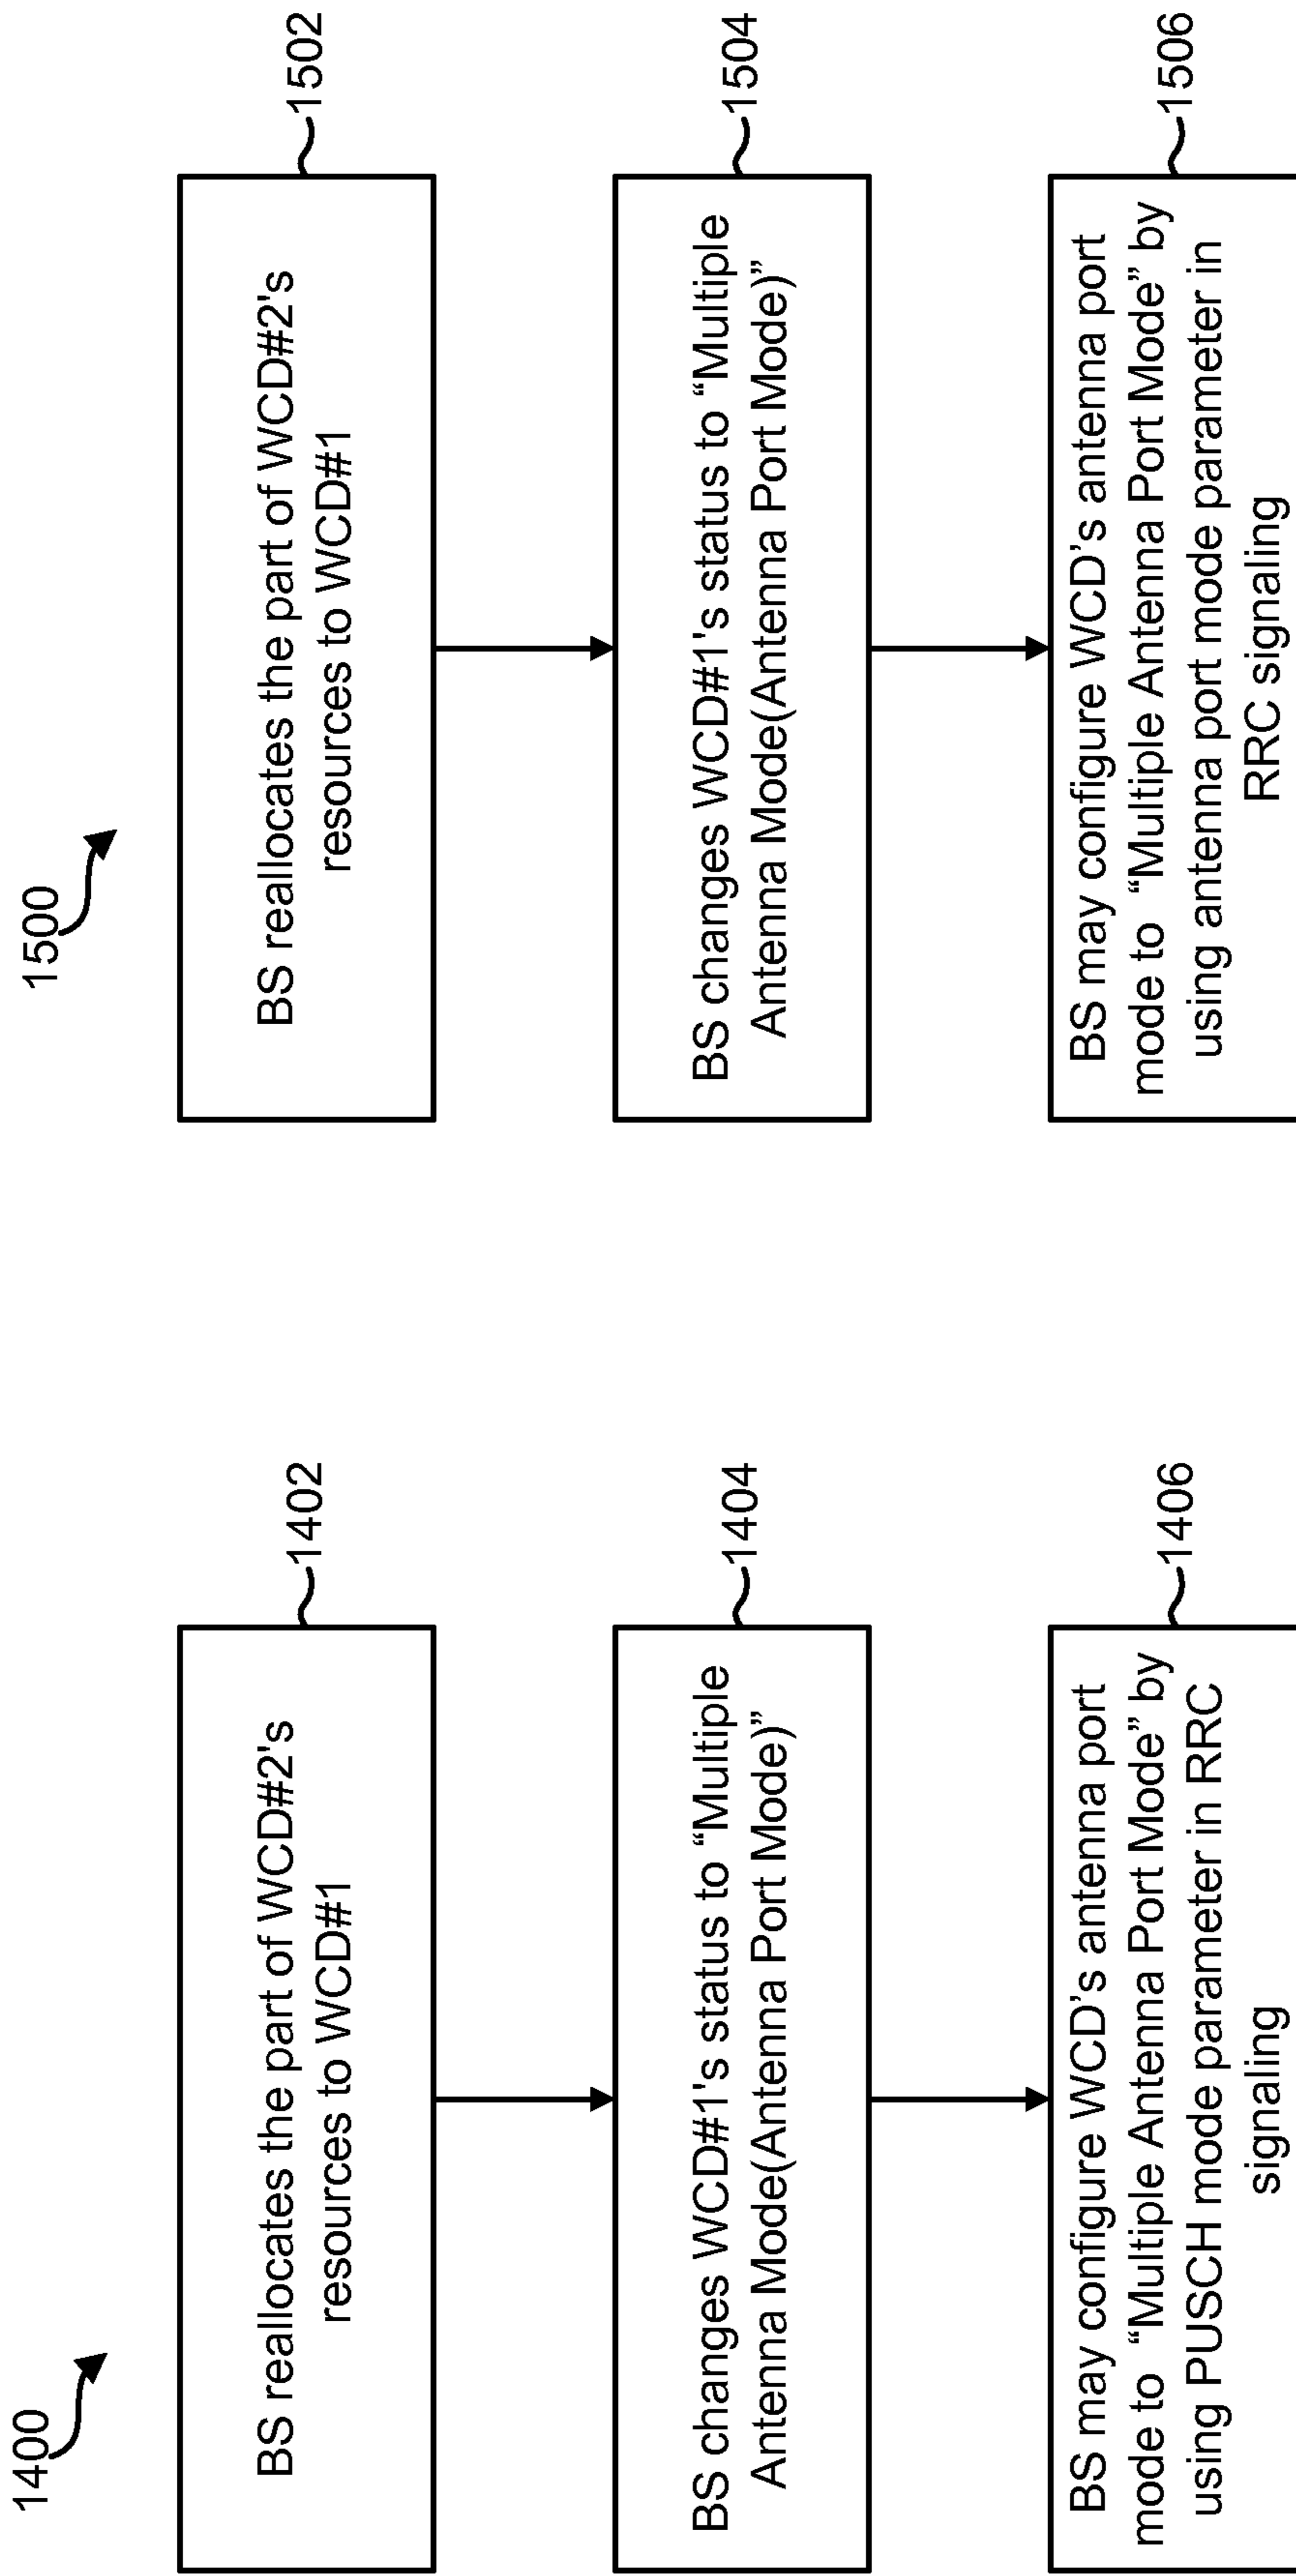 1400
BS reallocates the part of WCD#2's
resources to WCD#1
1402
BS changes WCD#1's status to “Multiple
Antenna Mode(Antenna Port Mode)”
1404
BS may configure WCD's antenna port
mode to “Multiple Antenna Port Mode” by
using PUSCH mode parameter in RRC
signaling
1406
1500
BS reallocates the part of WCD#2's
resources to WCD#1
1502
BS changes WCD#1's status to “Multiple
Antenna Mode(Antenna Port Mode)”
1504
BS may configure WCD's antenna port
mode to “Multiple Antenna Port Mode” by
using antenna port mode parameter in
RRC signaling
1506